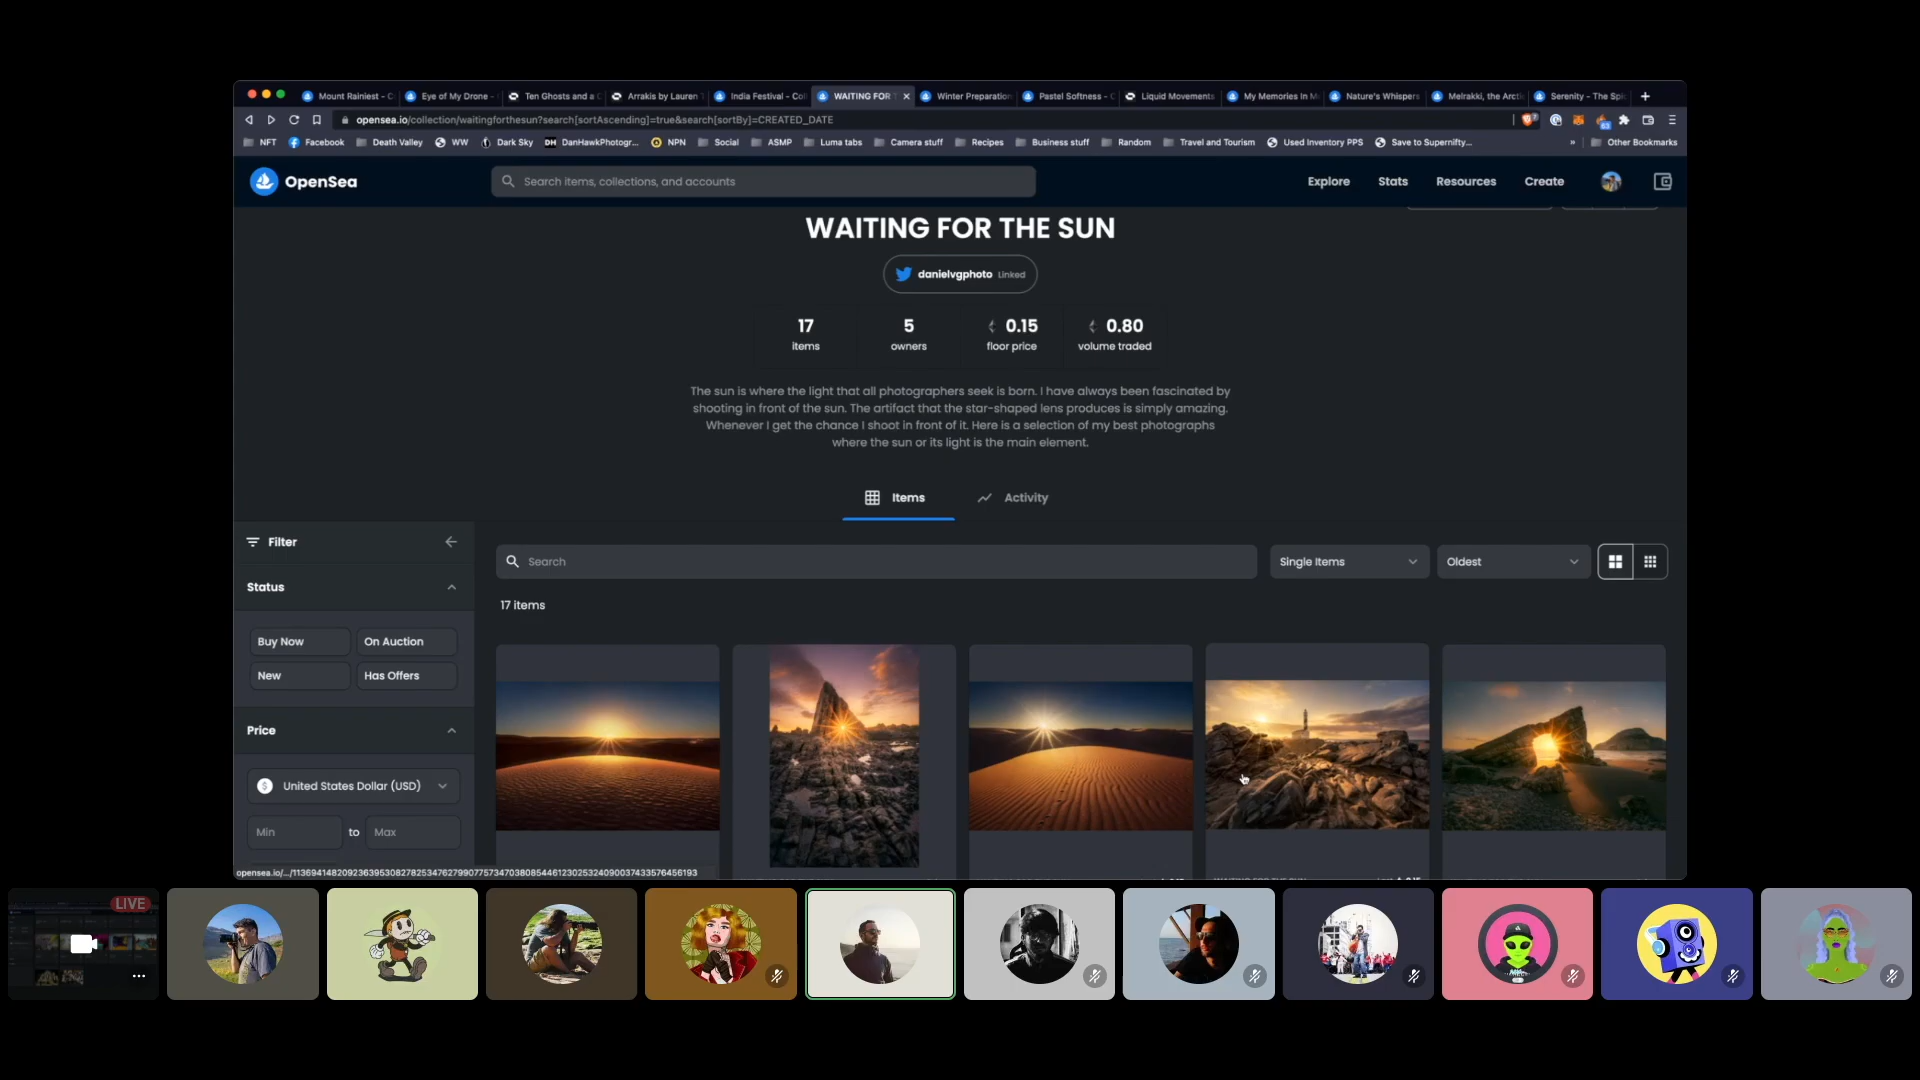 Mount Rainiest - C
Eye of My Drone -
Ten Ghosts and a C
Arrakis by Lauren T
India Festival - Col
WAITING FOR T
Winter Preparation
Pastel Softness - C
Liquid Movements
My Memories In M
Nature's Whispers
Melrakki, the Arctic
Serenity - The Spi
opensea.io/collection/waitingforthesun?search[sortAscending]=true&search[sortBy]=CREATED_DATE
NFT
Facebook
Death Valley
WW
Dark Sky
DH DanHawkPhotogr...
NPN
Social
ASMP
Luma tabs
Camera stuff
Recipes
Business stuff
Random
Travel and Tourism
Used Inventory PPS
Save to Supernifty...
»
Other Bookmarks
OpenSea
Search items, collections, and accounts
Explore
Stats
Resources
Create
WAITING FOR THE SUN
danielvgphoto Linked
17
items
5
owners
0.15
floor price
0.80
volume traded
The sun is where the light that all photographers seek is born. I have always been fascinated by
shooting in front of the sun. The artifact that the star-shaped lens produces is simply amazing.
Whenever I get the chance I shoot in front of it. Here is a selection of my best photographs
where the sun or its light is the main element.
Items
Activity
Filter
Status
Buy Now
On Auction
New
Has Offers
Price
United States Dollar (USD)
Min
to
Max
Search
Single Items
Oldest
17 items
LIVE